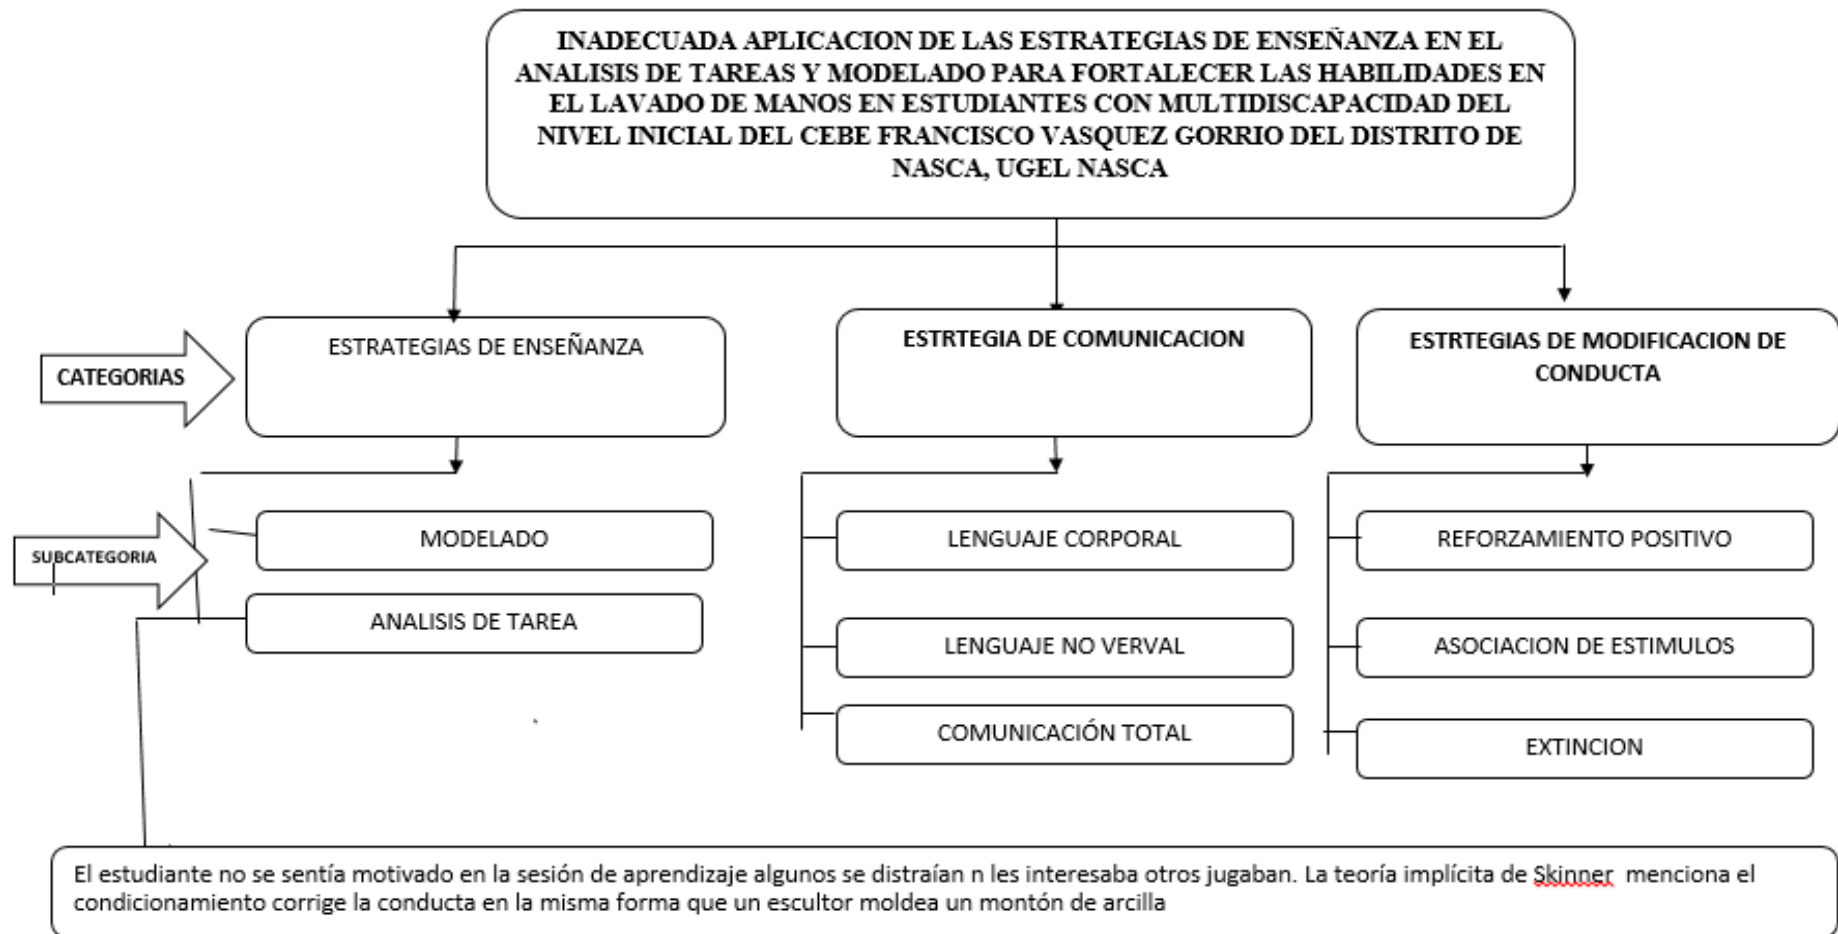 INADECUADA APLICACION DE LAS ESTRATEGIAS DE ENSEÑANZA EN EL
ANALISIS DE TAREAS Y MODELADO PARA FORTALECER LAS HABILIDADES EN
EL LAVADO DE MANOS EN ESTUDIANTES CON MULTIDISCAPACIDAD DEL
NIVEL INICIAL DEL CEBE FRANCISCO VASQUEZ GORRIO DEL DISTRITO DE
NASCA, UGEL NASCA
CATEGORIAS
ESTRATEGIAS DE ENSEÑANZA
ESTRTEGIA DE COMUNICACION
ESTRTEGIAS DE MODIFICACION DE
CONDUCTA
SUBCATEGORIA
MODELADO
LENGUAJE CORPORAL
REFORZAMIENTO POSITIVO
ANALISIS DE TAREA
LENGUAJE NO VERVAL
ASOCIACION DE ESTIMULOS
COMUNICACIÓN TOTAL
EXTINCION
El estudiante no se sentía motivado en la sesión de aprendizaje algunos se distraían n les interesaba otros jugaban. La teoría implícita de Skinner menciona el
condicionamiento corrige la conducta en la misma forma que un escultor moldea un montón de arcilla